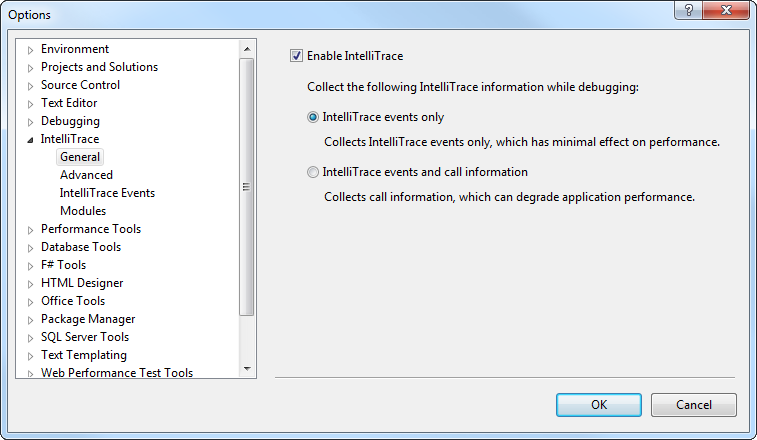 Options
Environment
Projects and Solutions
Source Control
Text Editor
Debugging
IntelliTrace
General
Advanced
IntelliTrace Events
Modules
Performance Tools
Database Tools
F# Tools
HTML Designer
Office Tools
Package Manager
SQL Server Tools
Text Templating
Web Performance Test Tools
Enable IntelliTrace
Collect the following IntelliTrace information while debugging:
IntelliTrace events only
Collects IntelliTrace events only, which has minimal effect on performance.
IntelliTrace events and call information
Collects call information, which can degrade application performance.
OK
Cancel